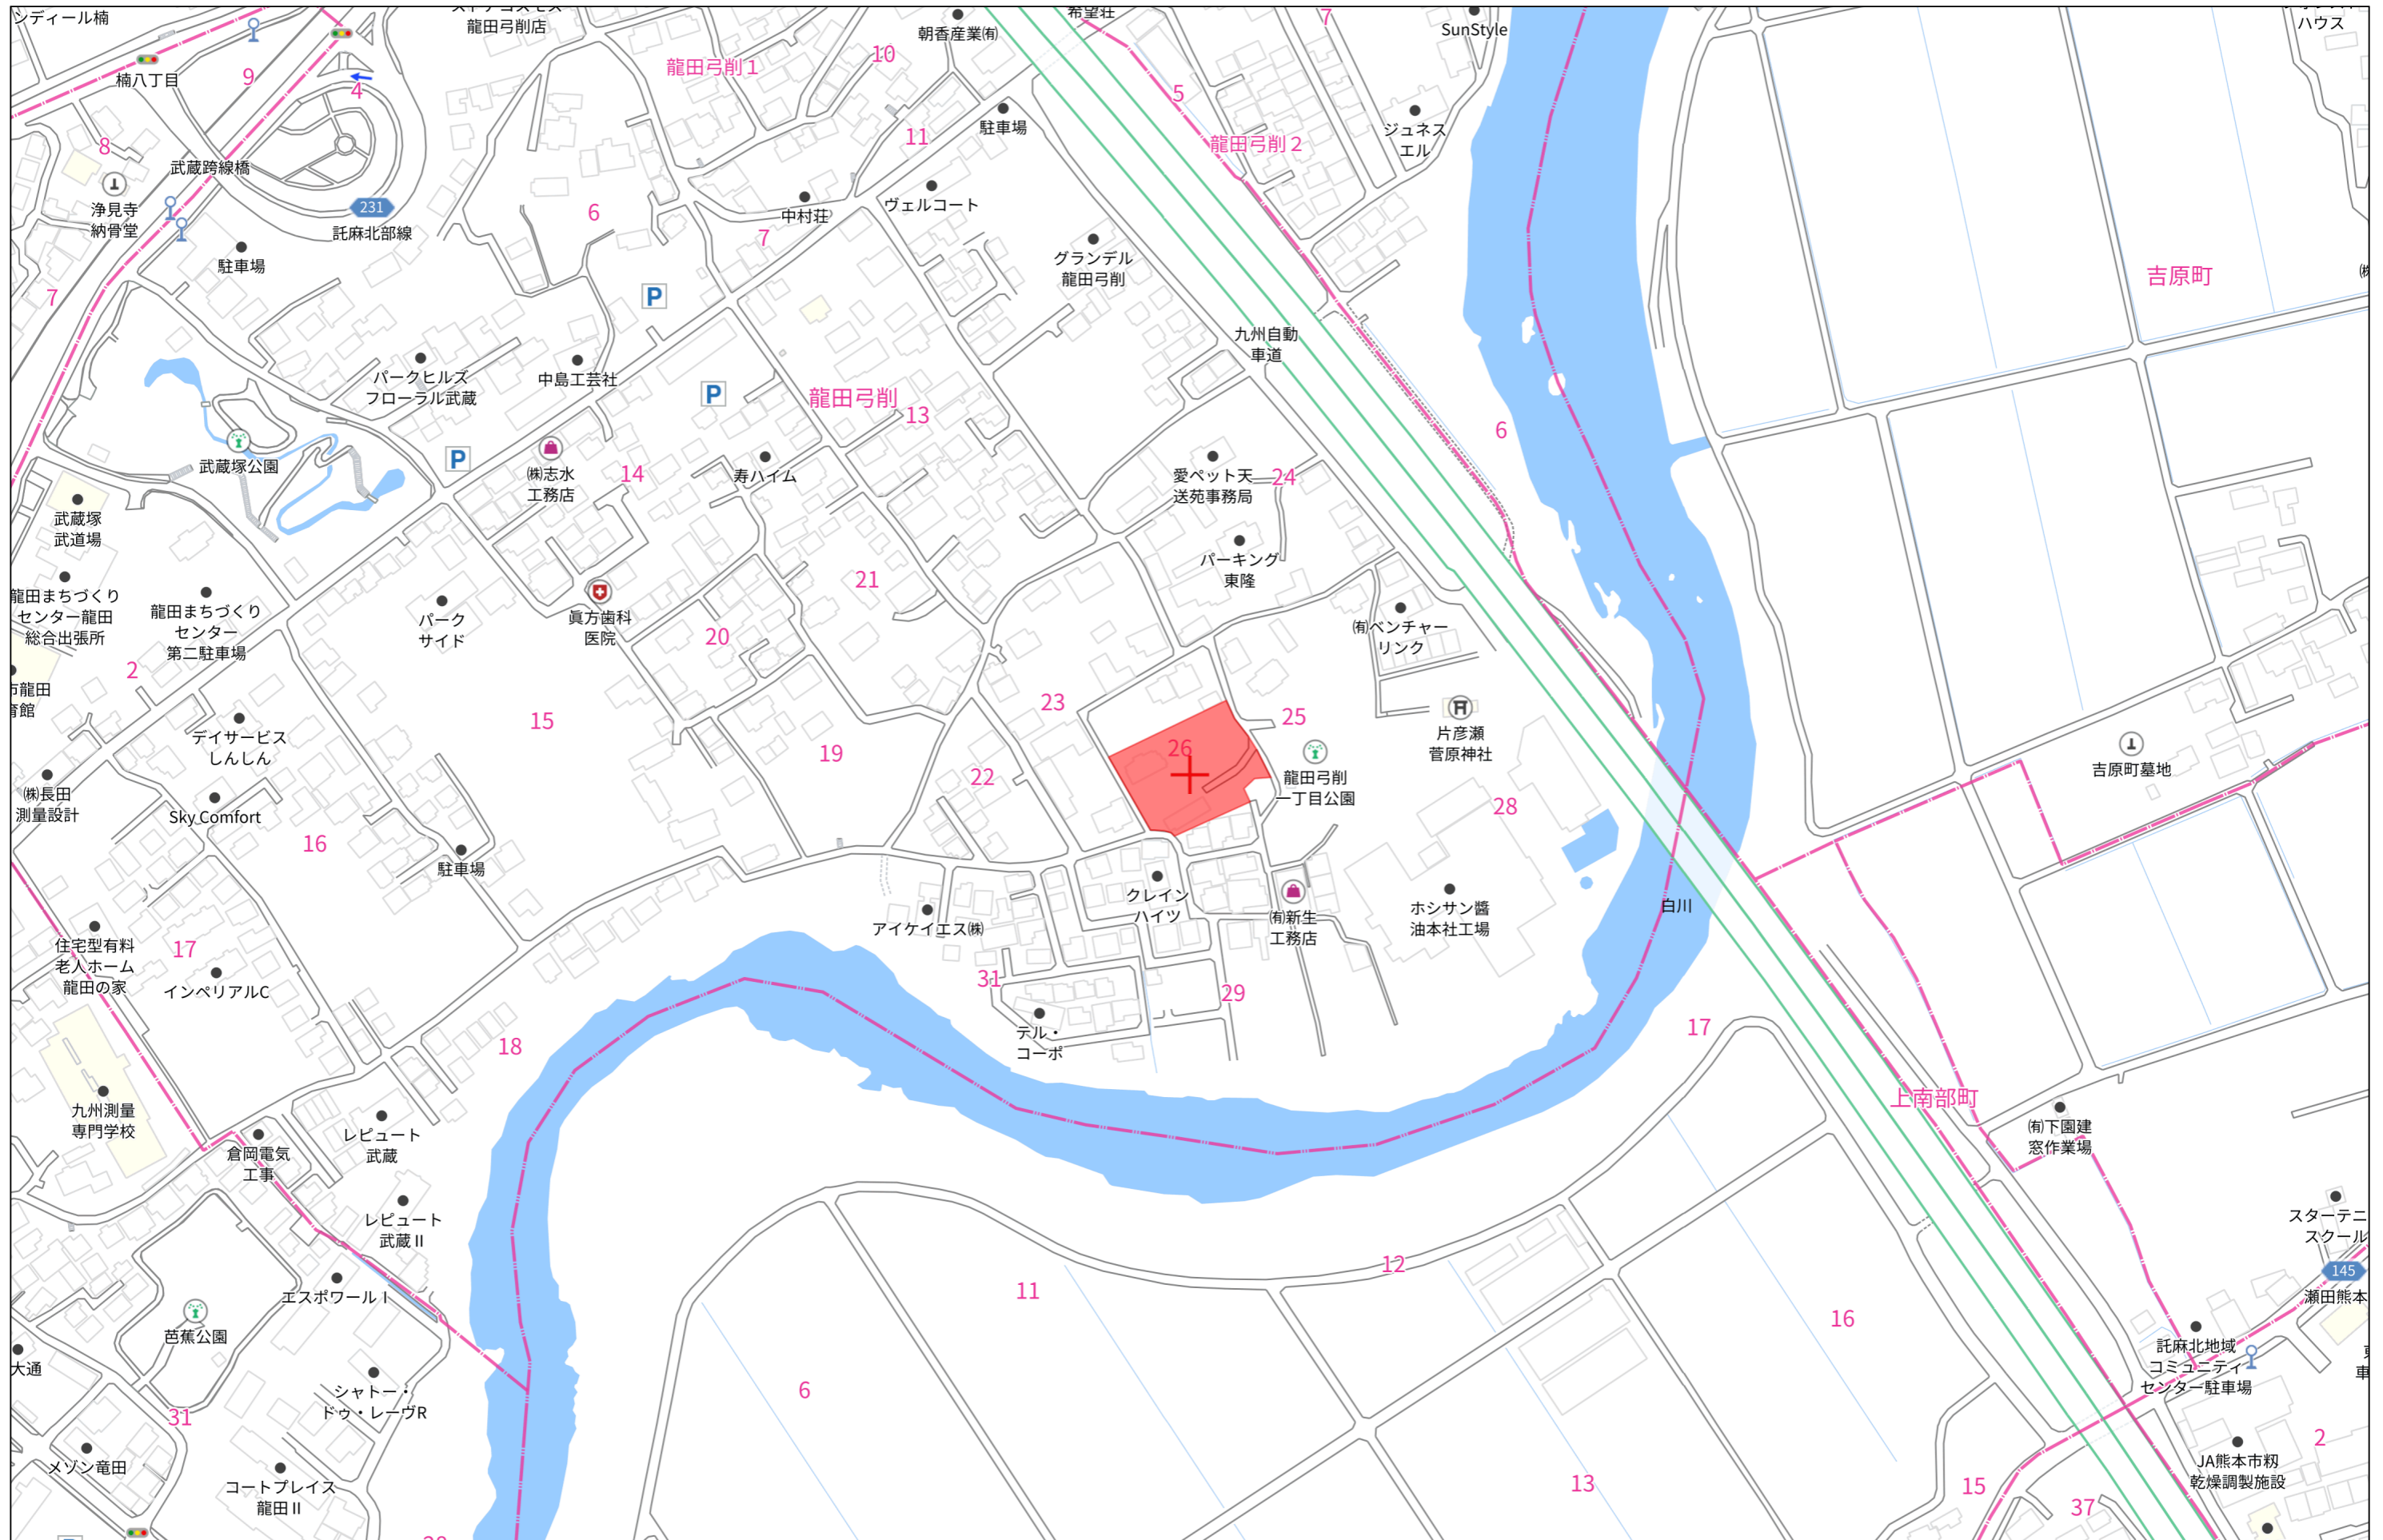 シディール楠
龍田弓削店
朝香産業㈲
希望荘
7
SunStyle
ハウス
楠八丁目
9
4
龍田弓削１
10
5
8
武蔵跨線橋
11
駐車場
龍田弓削２
ジュネス
エル
浄見寺
納骨堂
231
託麻北部線
6
中村荘
ヴェルコート
7
駐車場
グランデル
龍田弓削
吉原町
7
P
九州自動
車道
パークヒルズ
フローラル武蔵
中島工芸社
P
龍田弓削
13
6
武蔵塚公園
P
㈱志水
工務店
14
寿ハイム
愛ペット天
送苑事務局
24
武蔵塚
武道場
パーキング
東隆
龍田まちづくり
センター龍田
総合出張所
龍田まちづくり
センター
第二駐車場
パーク
サイド
眞方歯科
医院
21
20
㈲ベンチャー
リンク
2
市龍田
育館
15
23
25
片彦瀬
菅原神社
デイサービス
しんしん
19
22
26
龍田弓削
一丁目公園
吉原町墓地
㈱長田
測量設計
Sky Comfort
16
28
駐車場
クレイン
ハイツ
㈲新生
工務店
ホシサン醬
油本社工場
白川
アイケイエス㈱
住宅型有料
老人ホーム
龍田の家
17
インペリアルC
31
29
テル・
コーポ
18
17
上南部町
九州測量
専門学校
レピュート
武蔵
㈲下園建
窓作業場
倉岡電気
工事
レピュート
武蔵Ⅱ
スターテニ
スクール
12
11
145
瀬田熊本
エスポワールⅠ
芭蕉公園
16
託麻北地域
コミュニティ
センター駐車場
大通
シャトー・
ドゥ・レーヴR
6
31
メゾン竜田
コートプレイス
龍田Ⅱ
13
15
37
2
JA熊本市籾
乾燥調製施設